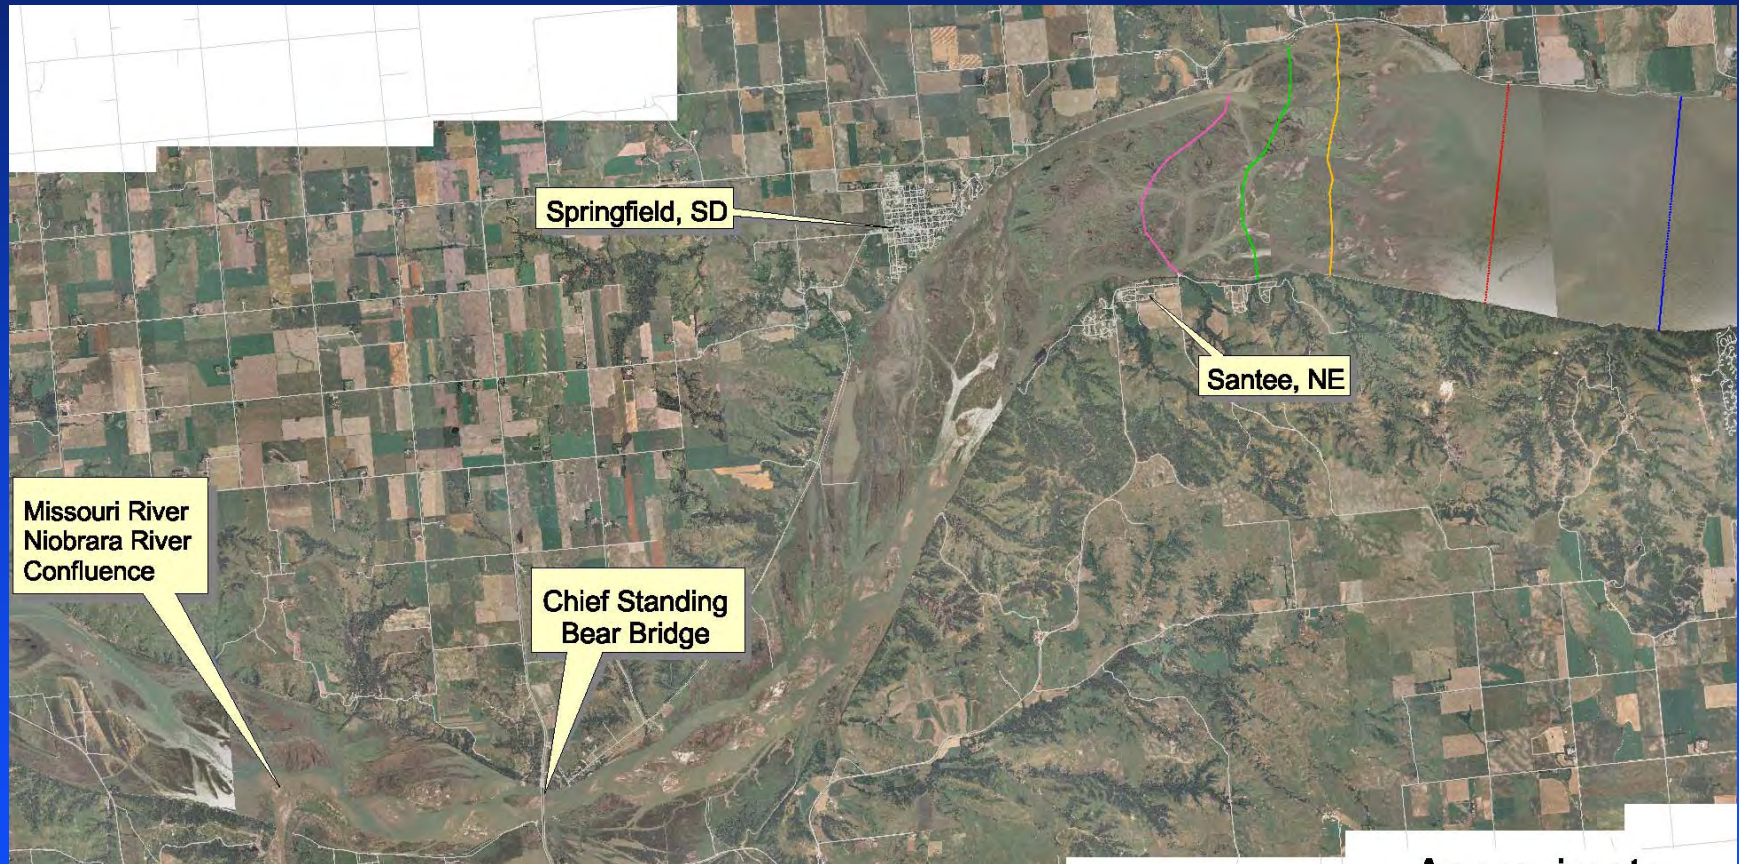 Springfield, SD
Santee, NE
Missouri River
Niobrara River
Confluence
Chief Standing
Bear Bridge